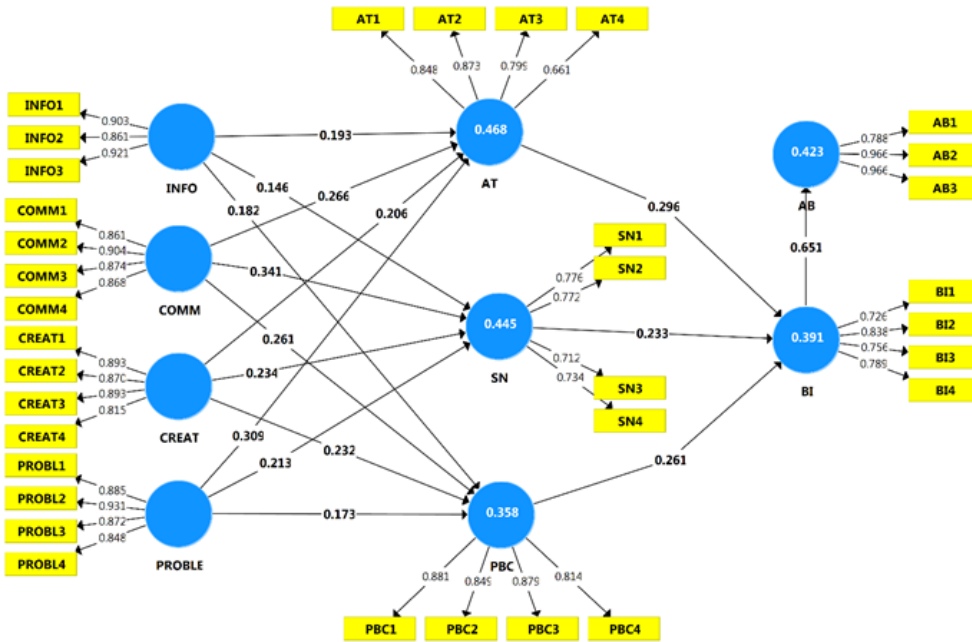 AT1 AT2 AT3 AT4
0.848 0.873 0.799 0.661
INFO1
INFO2
INFO3
0.903
0.861
0.921
INFO
0.193
0.146
0.182
0.468
AT
COMM1
COMM2
COMM3
COMM4
0.861
0.904
0.874
0.868
COMM
0.266
0.341
0.261
0.206
CREAT1
CREAT2
CREAT3
CREAT4
0.893
0.870
0.893
0.815
CREAT
0.234
0.232
PROBL1
PROBL2
PROBL3
PROBL4
0.885
0.931
0.872
0.848
PROBLE
0.309
0.213
0.173
SN1
SN2
0.776
0.772
0.445
SN
0.712
0.734
SN3
SN4
0.358
PBC
0.881 0.849 0.879 0.814
PBC1 PBC2 PBC3 PBC4
0.296
0.233
0.261
0.423
AB
0.788
0.966
0.966
AB1
AB2
AB3
0.651
0.391
BI
0.726
0.838
0.756
0.789
BI1
BI2
BI3
BI4